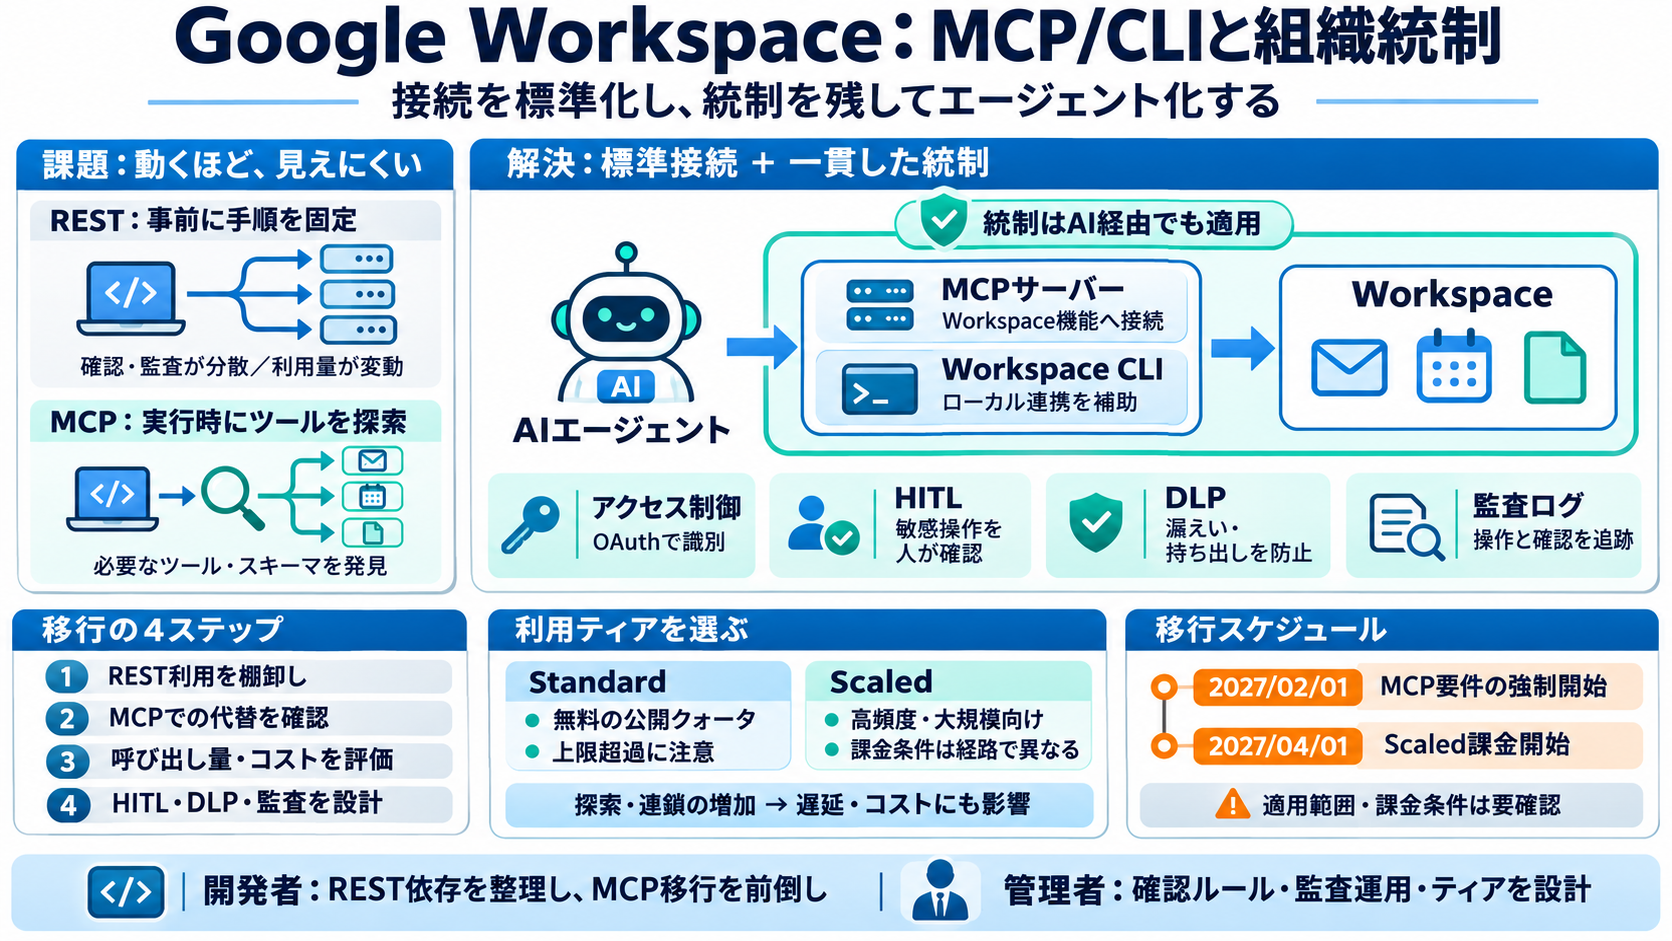 Google Workspace：MCP/CLIと組織統制
接続を標準化し、統制を残してエージェント化する
課題：動くほど、見えにくい
REST：事前に手順を固定
</>
確認・監査が分散／利用量が変動
MCP：実行時にツールを探索
</>
必要なツール・スキーマを発見
解決：標準接続 ＋ 一貫した統制
統制はAI経由でも適用
AI
AIエージェント
MCPサーバー
Workspace機能へ接続
>_
Workspace CLI
ローカル連携を補助
Workspace
アクセス制御
OAuthで識別
HITL
敏感操作を
人が確認
DLP
漏えい・
持ち出しを防止
監査ログ
操作と確認を追跡
移行の4ステップ
1 REST利用を棚卸し
2 MCPでの代替を確認
3 呼び出し量・コストを評価
4 HITL・DLP・監査を設計
利用ティアを選ぶ
Standard
無料の公開クォータ
上限超過に注意
Scaled
高頻度・大規模向け
課金条件は経路で異なる
探索・連鎖の増加 → 遅延・コストにも影響
移行スケジュール
2027/02/01 MCP要件の強制開始
2027/04/01 Scaled課金開始
適用範囲・課金条件は要確認
</> 開発者：REST依存を整理し、MCP移行を前倒し
管理者：確認ルール・監査運用・ティアを設計